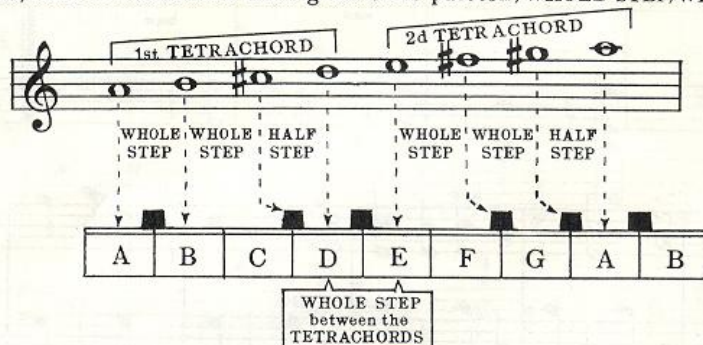 1st TETRACHORD
2d TETRACHORD
WHOLE STEP WHOLE STEP HALF STEP WHOLE STEP WHOLE STEP HALF STEP
A B C D E F G A B
WHOLE STEP
between the
TETRACHORDS